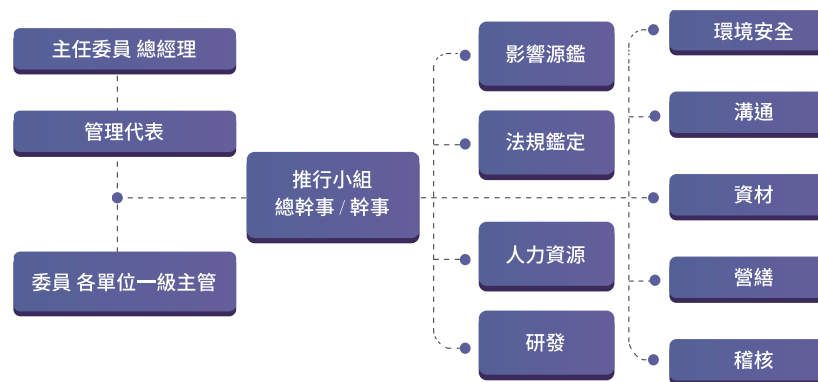 主任委員 總經理
管理代表
委員 各單位一級主管
推行小組
總幹事 / 幹事
影響源鑑
法規鑑定
人力資源
研發
環境安全
溝通
資材
營繕
稽核